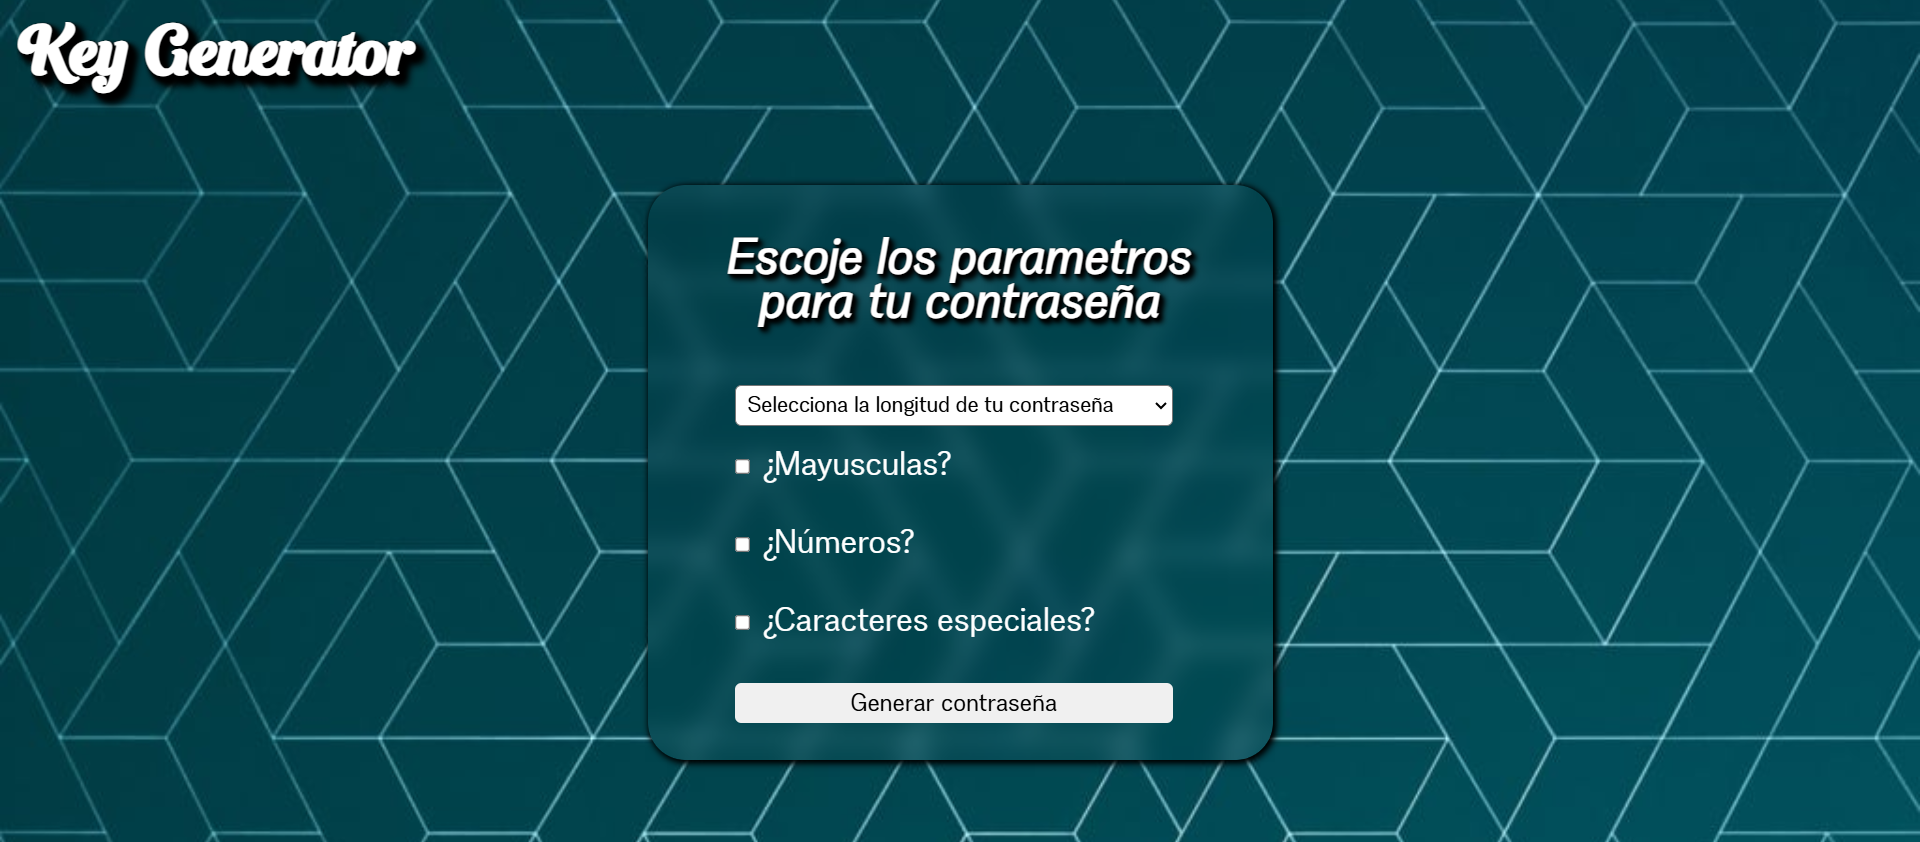 Key Generator
Escoje los parametros
para tu contraseña
Selecciona la longitud de tu contraseña
¿Mayusculas?
¿Números?
¿Caracteres especiales?
Generar contraseña